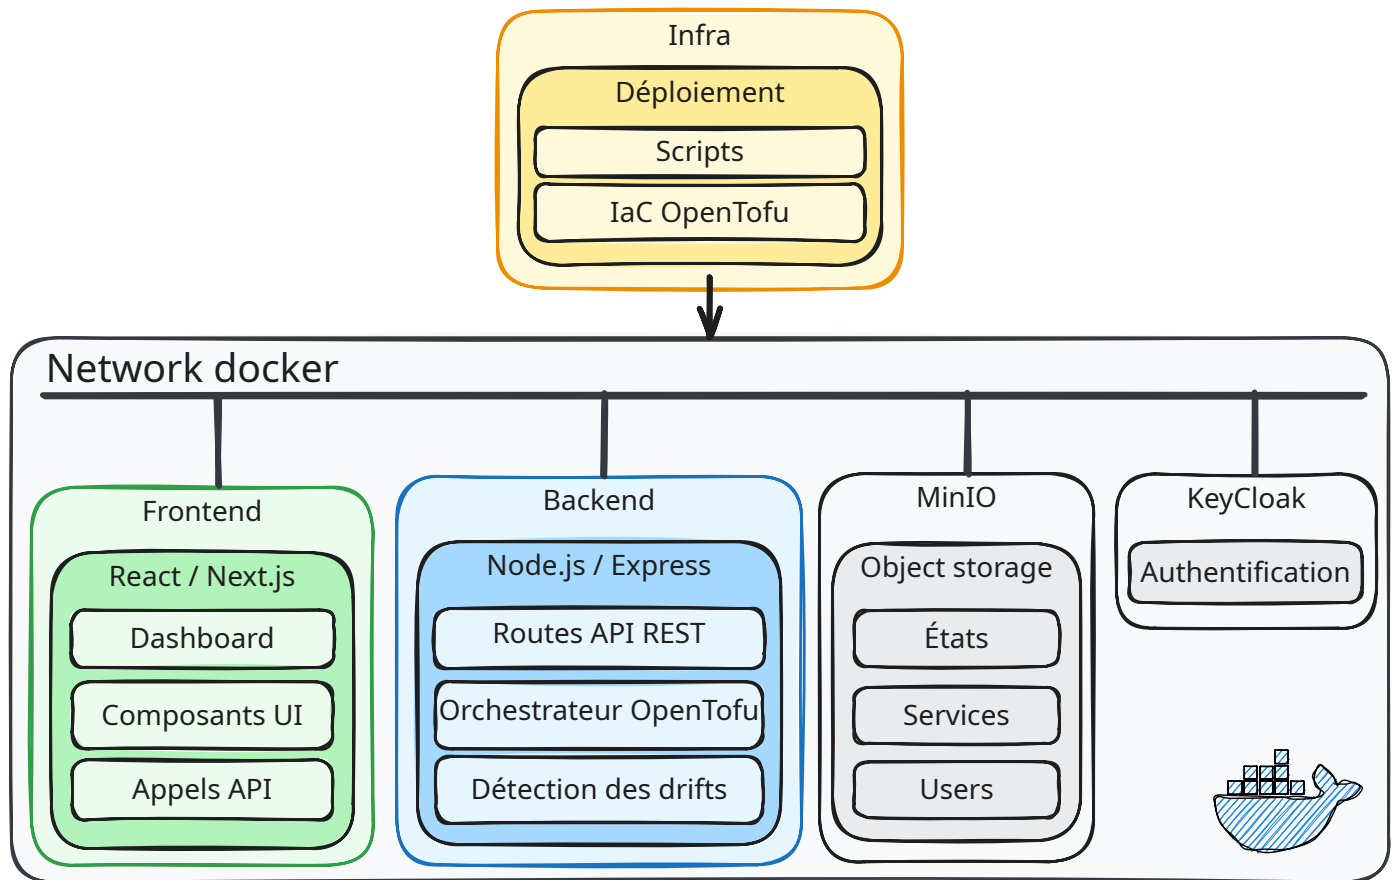 Infra
Déploiement
Scripts
IaC OpenTofu
Network docker
Frontend
React / Next.js
Dashboard
Composants UI
Appels API
Backend
Node.js / Express
Routes API REST
Orchestrateur OpenTofu
Détection des drifts
MinIO
Object storage
États
Services
Users
KeyCloak
Authentification